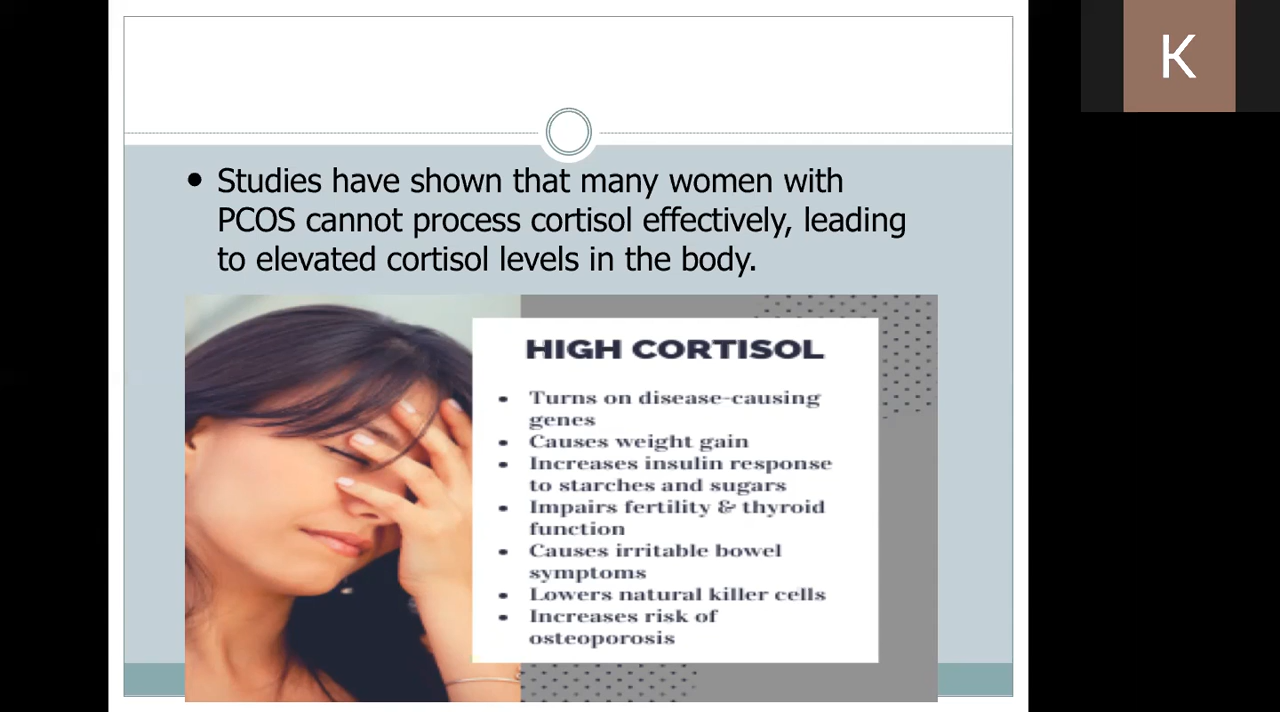 K
• Studies have shown that many women with
PCOS cannot process cortisol effectively, leading
to elevated cortisol levels in the body.
HIGH CORTISOL
• Turns on disease-causing
genes
• Causes weight gain
• Increases insulin response
to starches and sugars
• Impairs fertility & thyroid
function
• Causes irritable bowel
symptoms
• Lowers natural killer cells
• Increases risk of
osteoporosis